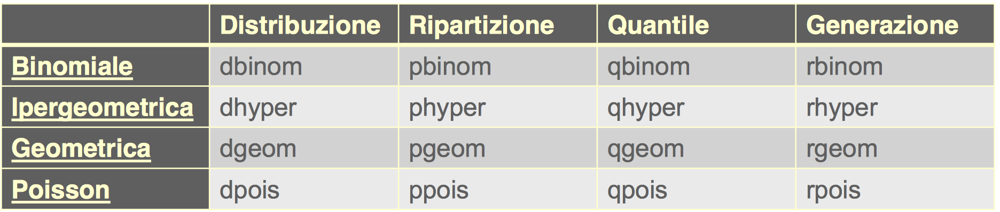 Distribuzione Ripartizione Quantile Generazione
Binomiale dbinom pbinom qbinom rbinom
Ipergeometrica dhyper phyper qhyper rhyper
Geometrica dgeom pgeom qgeom rgeom
Poisson dpois ppois qpois rpois